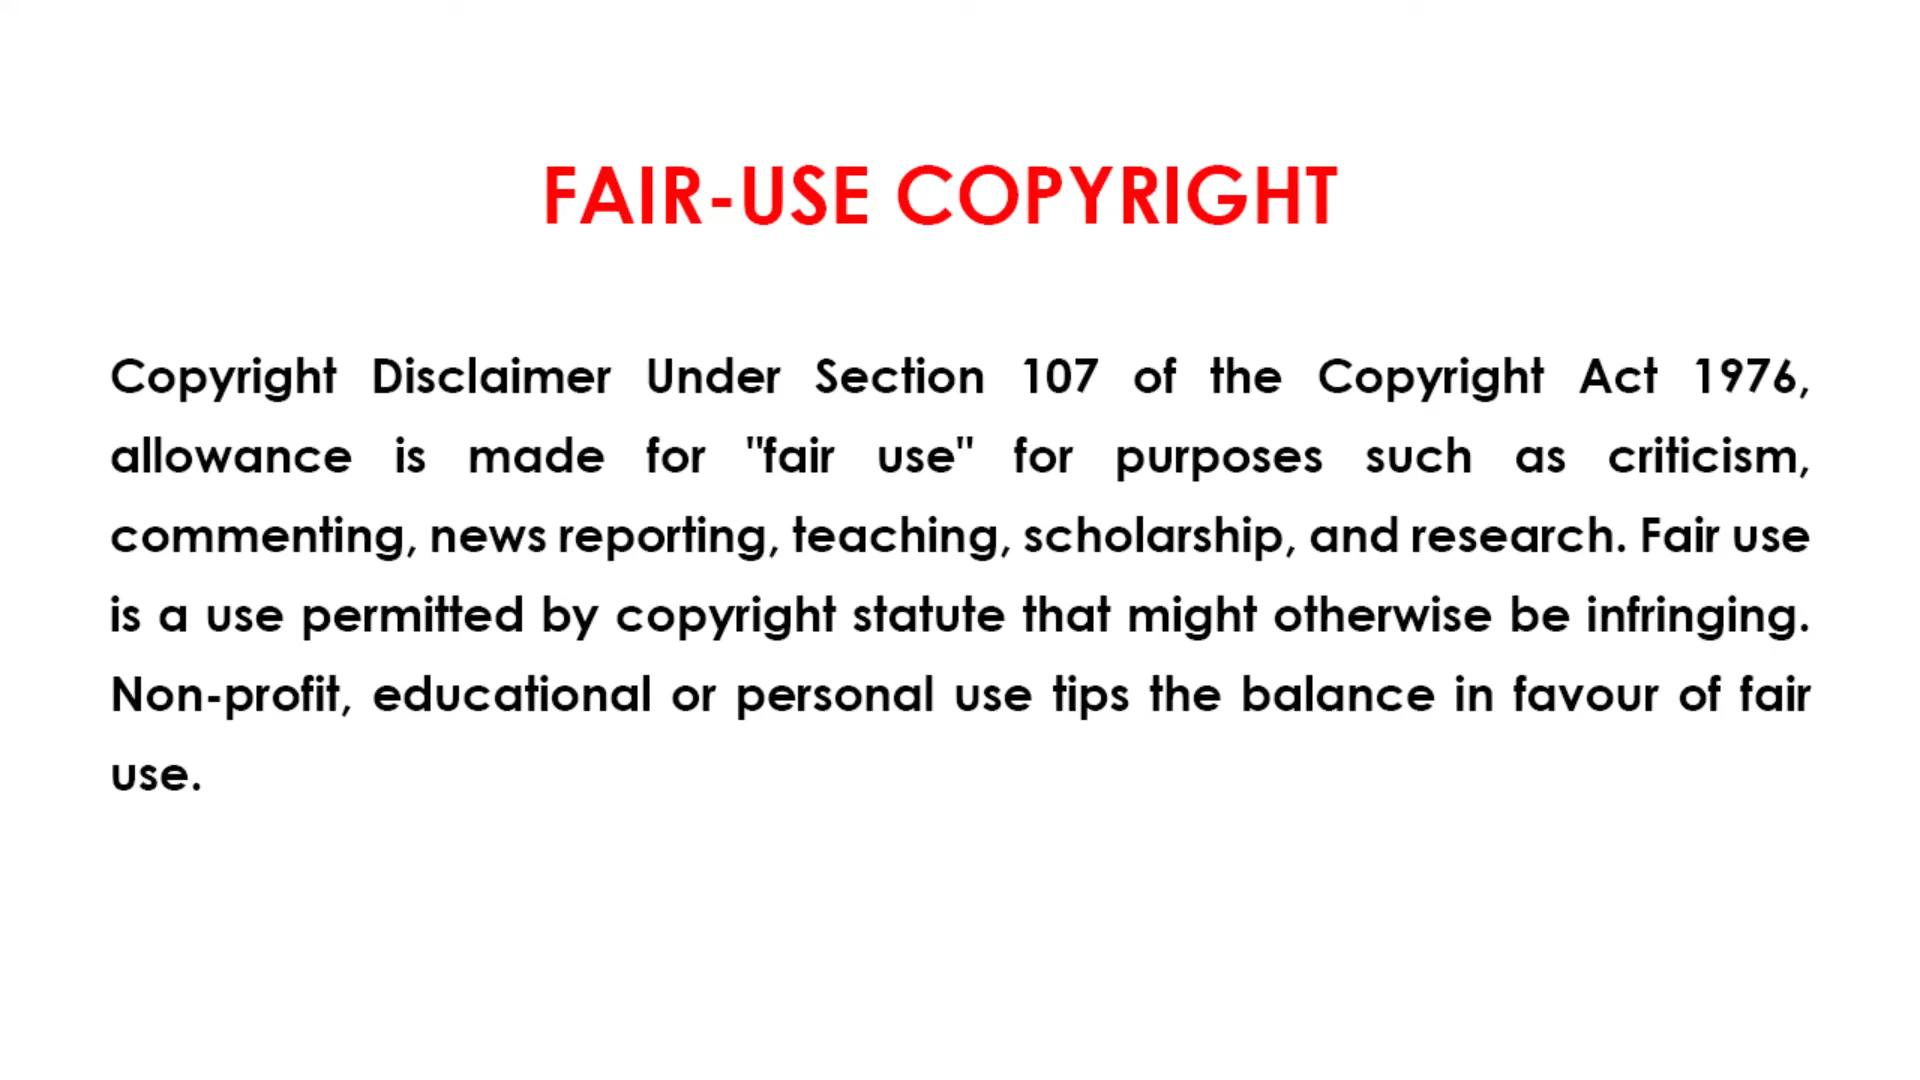 FAIR-USE COPYRIGHT
Copyright Disclaimer Under Section 107 of the Copyright Act 1976,
allowance is made for "fair use" for purposes such as criticism,
commenting, news reporting, teaching, scholarship, and research. Fair use
is a use permitted by copyright statute that might otherwise be infringing.
Non-profit, educational or personal use tips the balance in favour of fair
use.